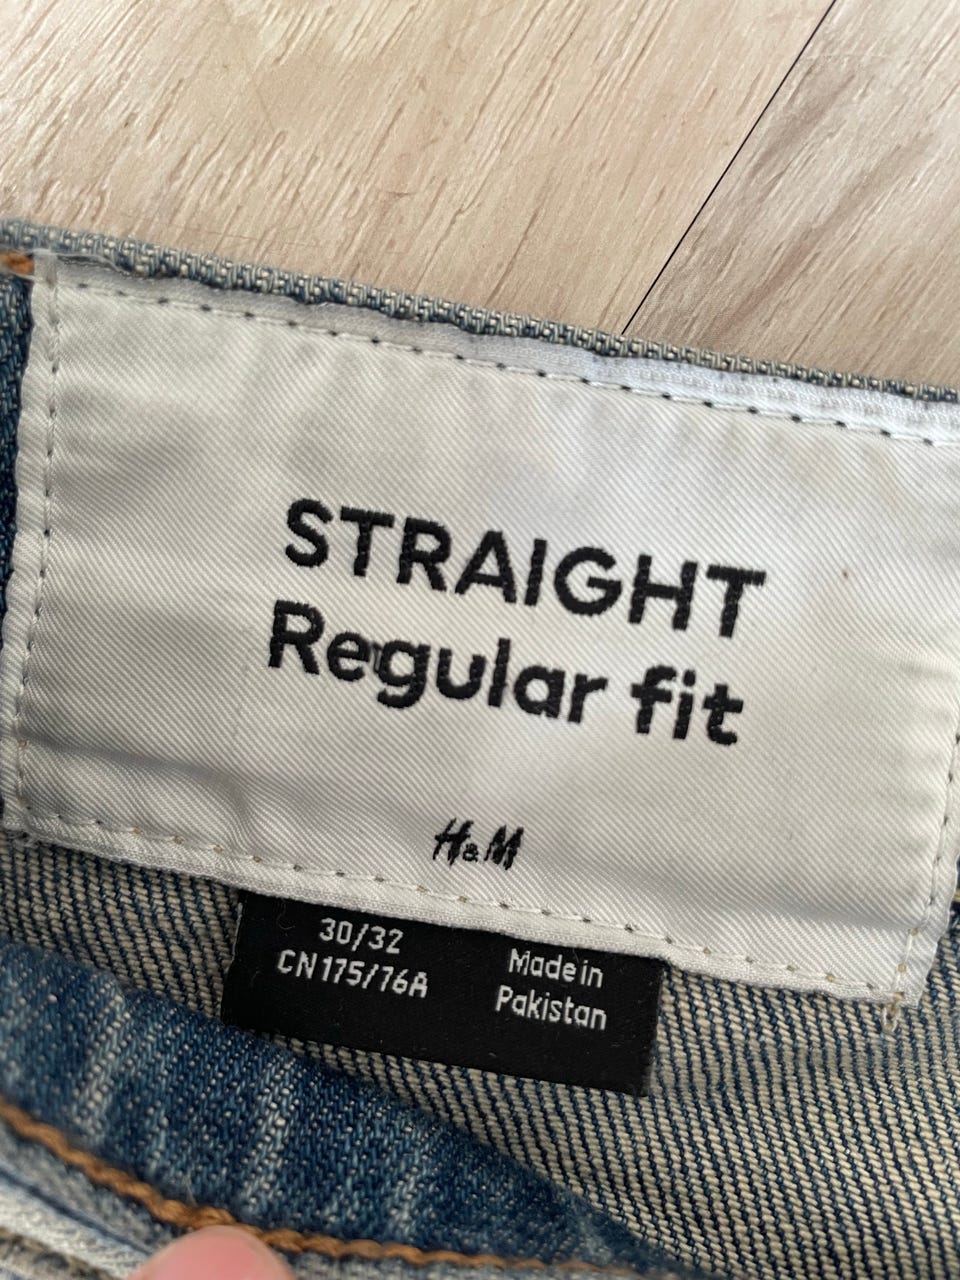 STRAIGHT
Regular fit
H&M
30/32
CN175/76A
Made in
Pakistan